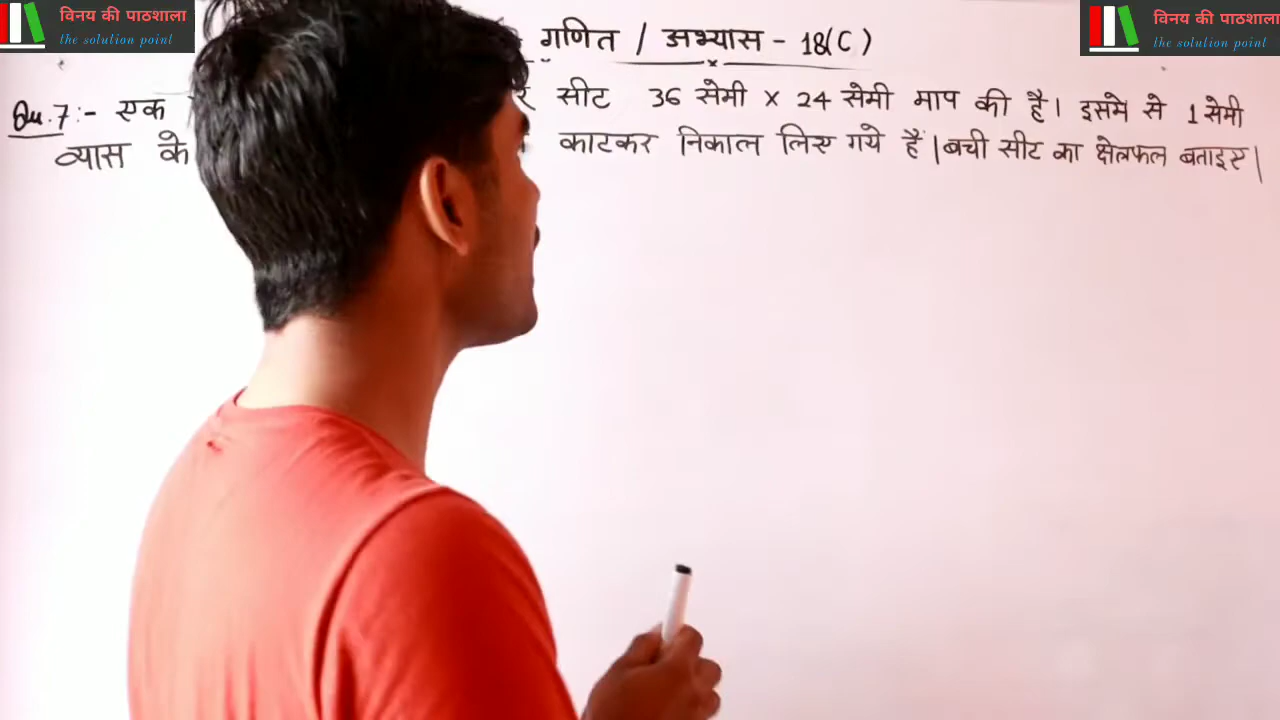 विनय की पाठशाला
the solution point
विनय की पाठशाला
the solution point
गणित / अभ्यास - 18(C)
Qu.7:- एक सीट 36 सेमी × 24 सेमी माप की है। इसमे से 1 सेमी
व्यास के काटकर निकाल लिए गये हैं। बची सीट का क्षेत्रफल बताइए।